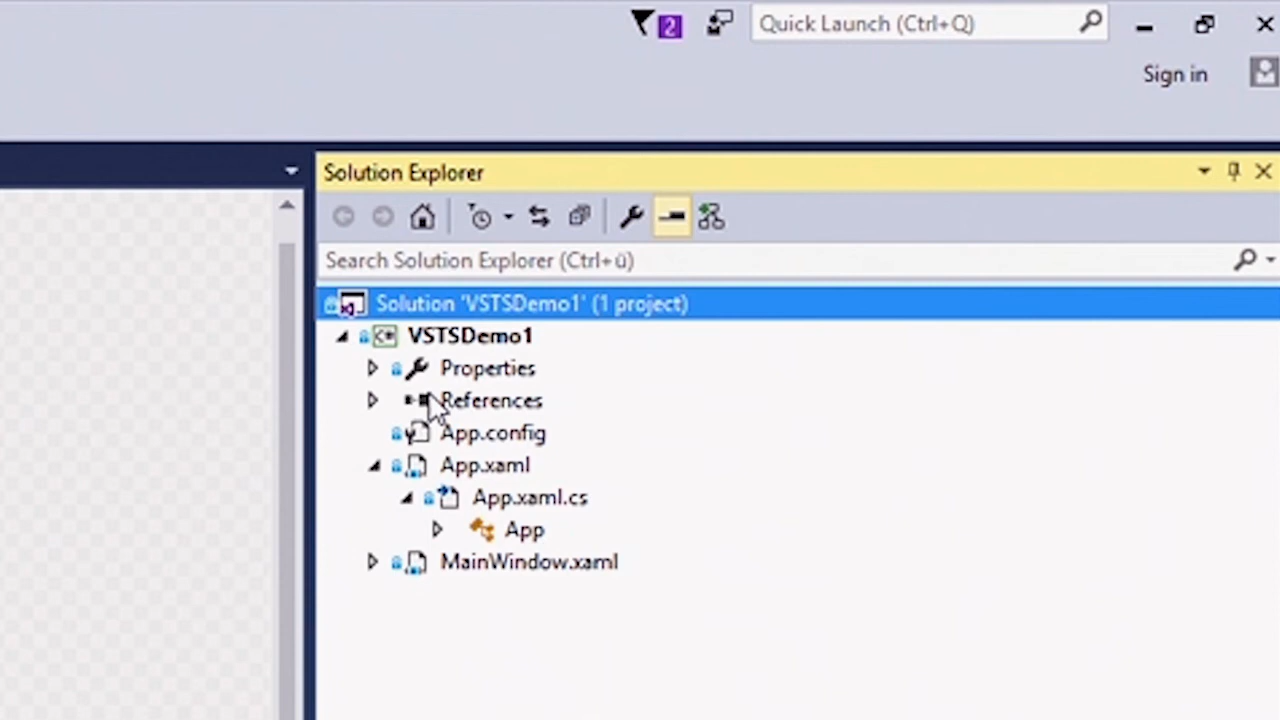 2
Quick Launch (Ctrl+Q)
Sign in
Solution Explorer
Search Solution Explorer (Ctrl+ü)
Solution 'VSTSDemo1' (1 project)
VSTSDemo1
Properties
References
App.config
App.xaml
App.xaml.cs
App
MainWindow.xaml